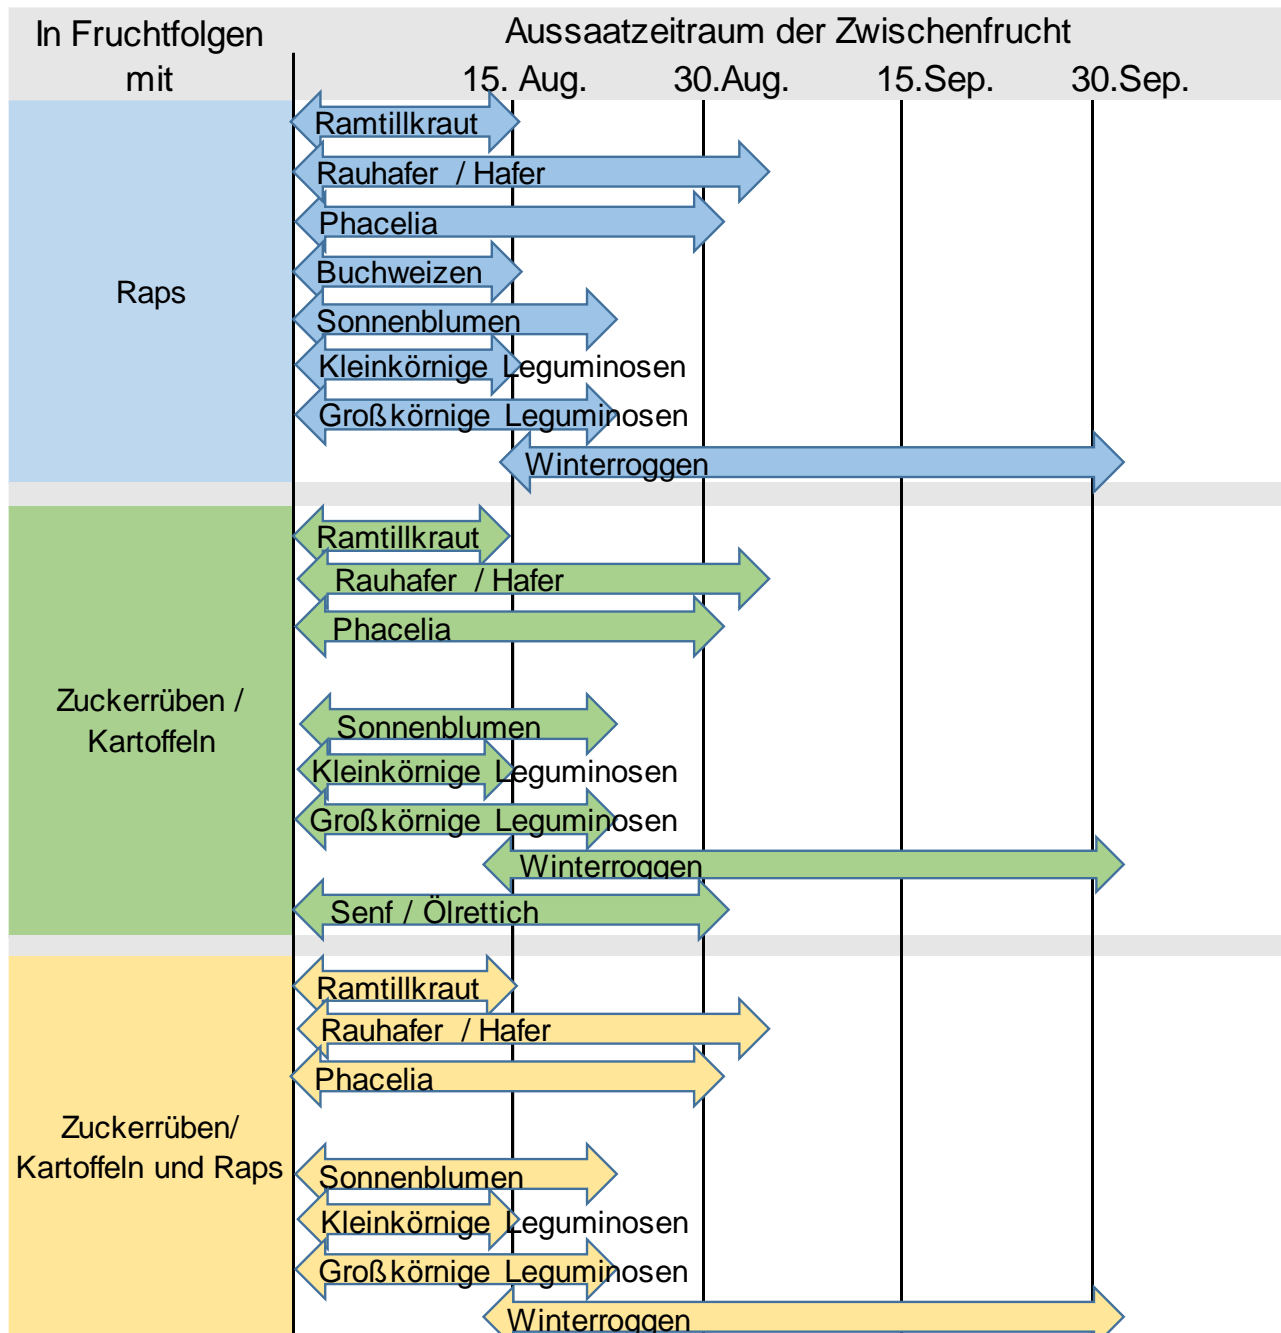 In Fruchtfolgen
mit
Aussaatzeitraum der Zwischenfrucht
15. Aug.
30.Aug.
15.Sep.
30.Sep.
Raps
Ramtillkraut
Rauhafer / Hafer
Phacelia
Buchweizen
Sonnenblumen
Kleinkörnige Leguminosen
Großkörnige Leguminosen
Winterroggen
Zuckerrüben /
Kartoffeln
Ramtillkraut
Rauhafer / Hafer
Phacelia
Sonnenblumen
Kleinkörnige Leguminosen
Großkörnige Leguminosen
Winterroggen
Senf / Ölrettich
Zuckerrüben/
Kartoffeln und Raps
Ramtillkraut
Rauhafer / Hafer
Phacelia
Sonnenblumen
Kleinkörnige Leguminosen
Großkörnige Leguminosen
Winterroggen